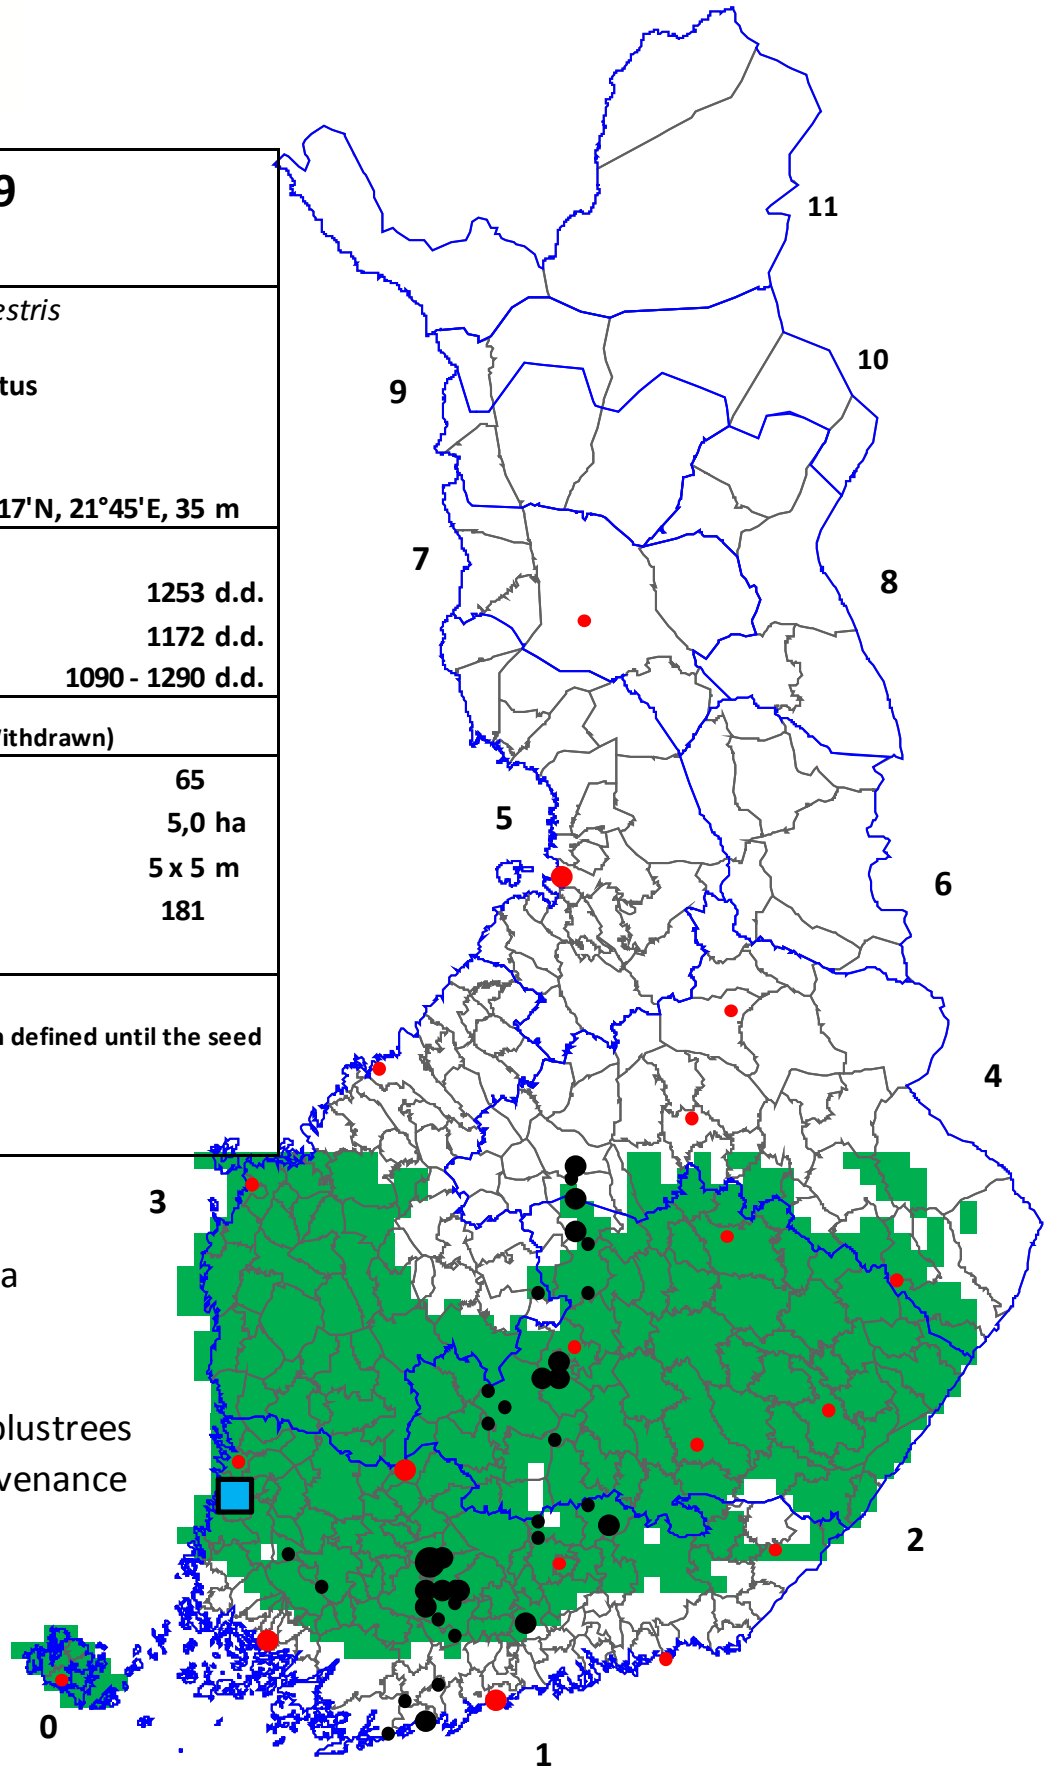 9
estris
tus
17'N, 21°45'E, 35 m
1253 d.d.
1172 d.d.
1090 - 1290 d.d.
ithdrawn)
65
5,0 ha
5 x 5 m
181
defined until the seed
a
plustrees
venance
11
10
9
7
8
5
6
4
3
2
0
1